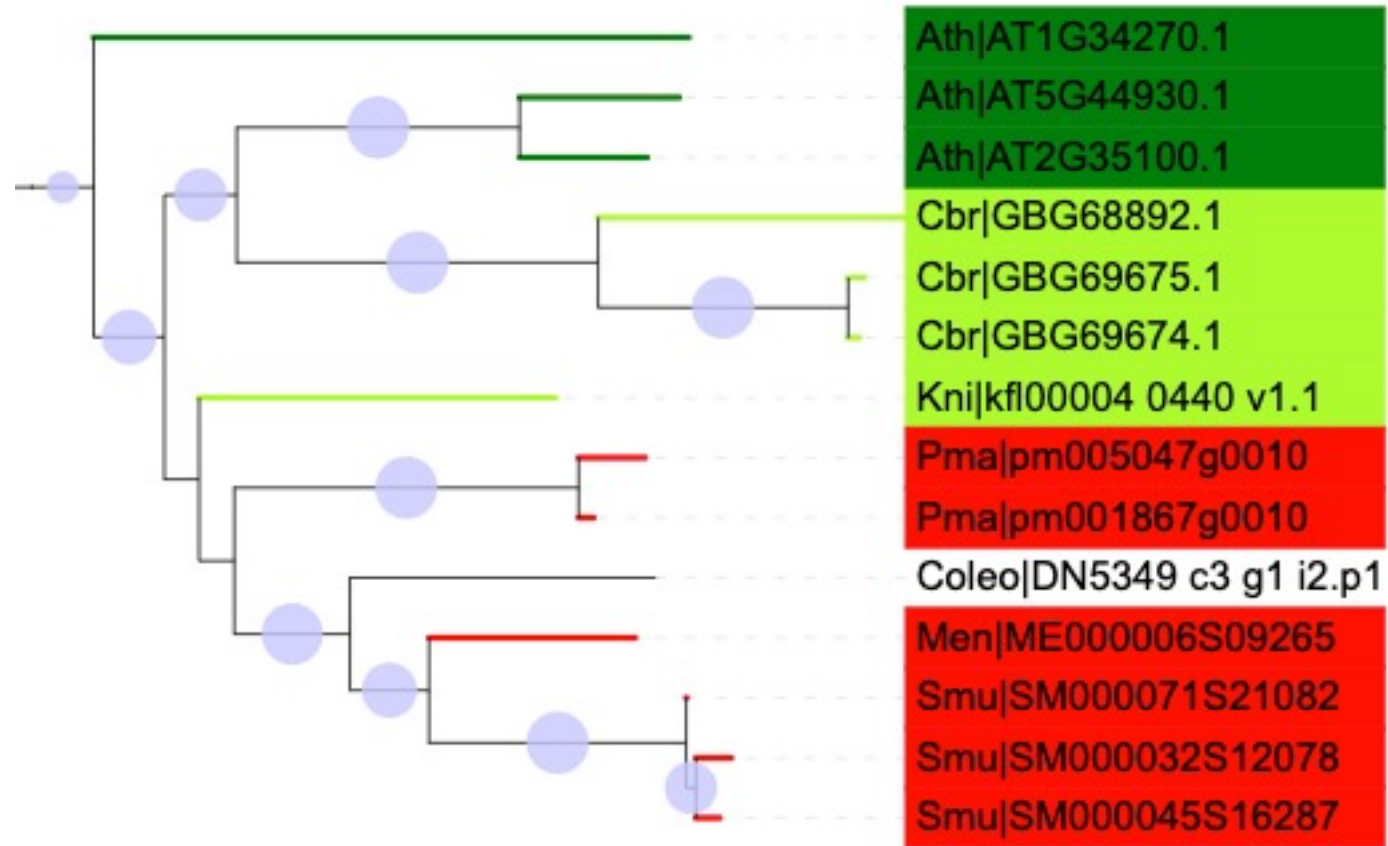 Ath|AT1G34270.1
Ath|AT5G44930.1
Ath|AT2G35100.1
Cbr|GBG68892.1
Cbr|GBG69675.1
Cbr|GBG69674.1
Kni|kfl00004 0440 v1.1
Pma|pm005047g0010
Pma|pm001867g0010
Coleo|DN5349 c3 g1 i2.p1
Men|ME000006S09265
Smu|SM000071S21082
Smu|SM000032S12078
Smu|SM000045S16287